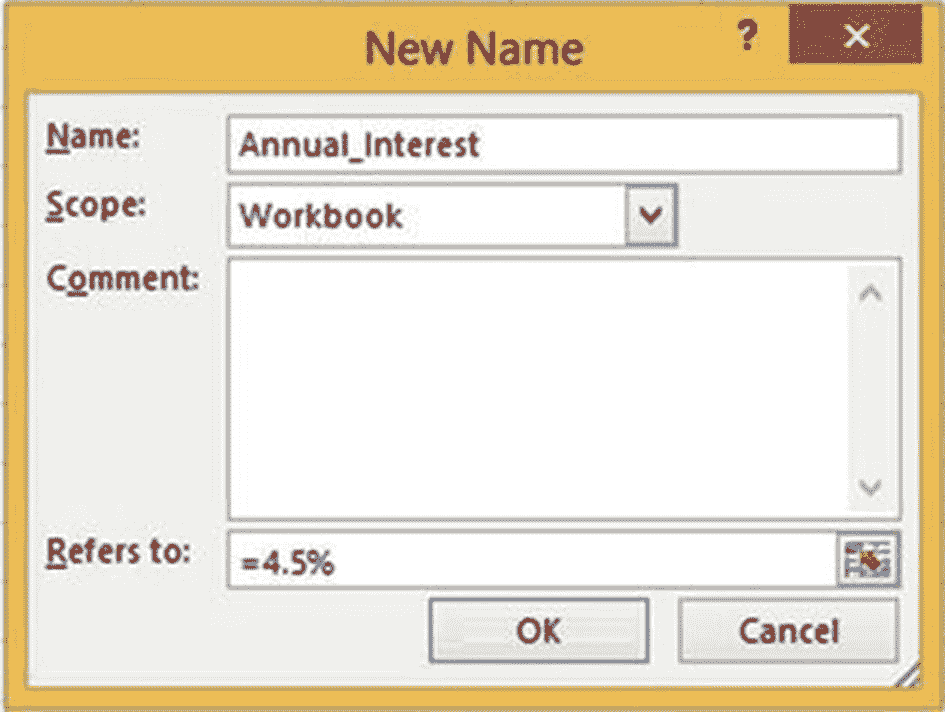 New Name
?
Name:
Annual_Interest
Scope:
Workbook
Comment:
Refers to:
=4.5%
OK
Cancel